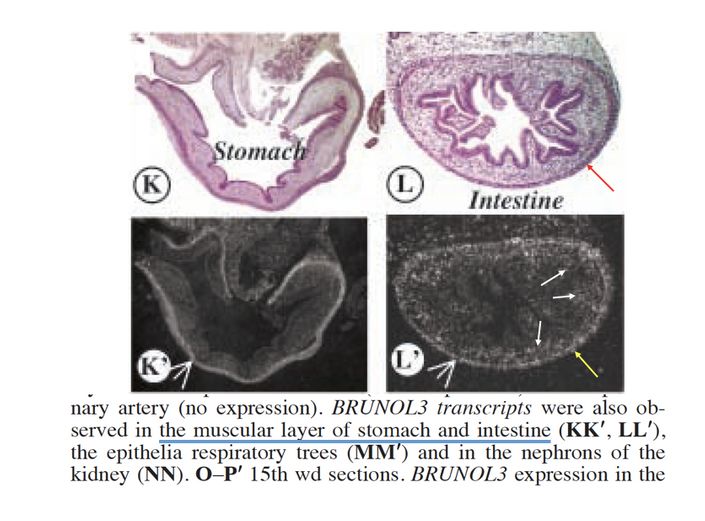 Stomach
K
L
Intestine
K'
L'
nary artery (no expression). BRUNOL3 transcripts were also ob-
served in the muscular layer of stomach and intestine (KK′, LL′),
the epithelia respiratory trees (MM′) and in the nephrons of the
kidney (NN). O–P′ 15th wd sections. BRUNOL3 expression in the